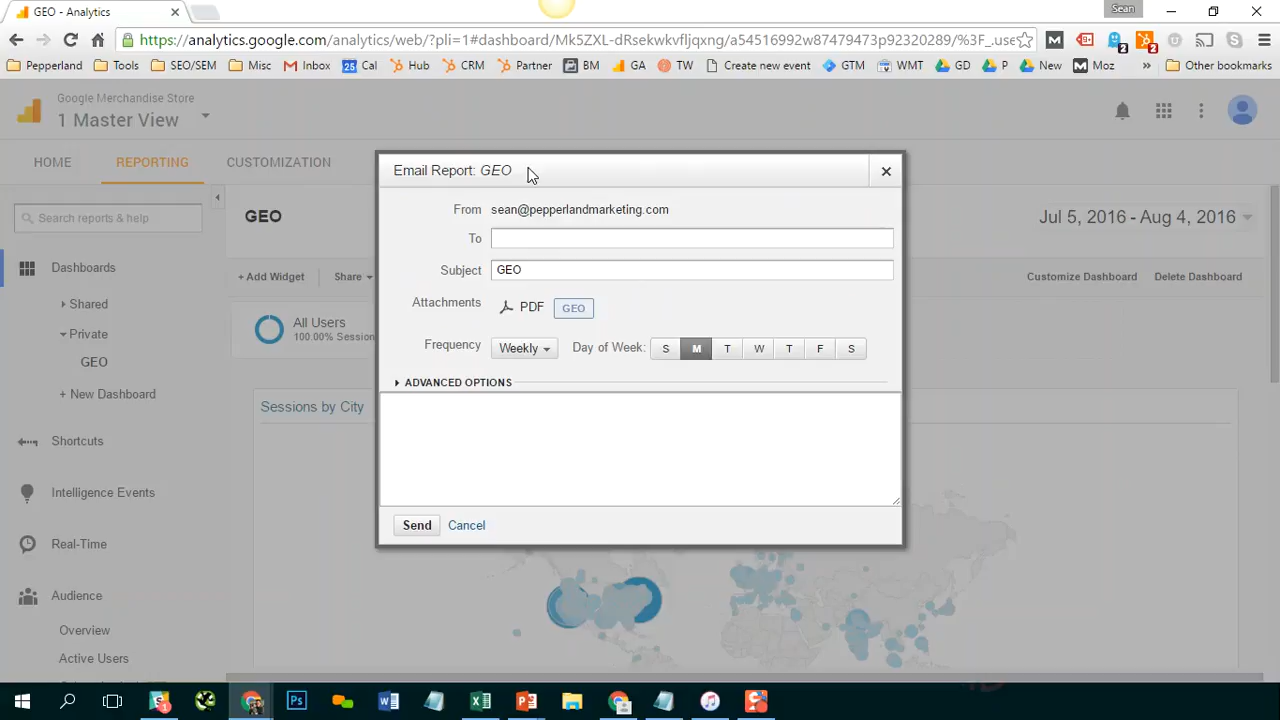 GEO - Analytics
Sean
https://analytics.google.com/analytics/web/?pli=1#dashboard/Mk5ZXL-dRsekwkvfljqxng/a54516992w87479473p92320289/%3F_.use
Pepperland Tools SEO/SEM Misc Inbox 25 Cal Hub CRM Partner BM GA TW Create new event GTM WMT GD P New Moz » Other bookmarks
2 2
Google Merchandise Store
1 Master View
HOME REPORTING CUSTOMIZATION
Search reports & help
GEO
Jul 5, 2016 - Aug 4, 2016
+ Add Widget Share
Customize Dashboard Delete Dashboard
Dashboards
Shared
Private
GEO
+ New Dashboard
Shortcuts
Intelligence Events
Real-Time
Audience
Overview
Active Users
All Users
100.00% Sessio
Sessions by City
Email Report: GEO
From sean@pepperlandmarketing.com
To
Subject GEO
Attachments PDF GEO
Frequency Weekly Day of Week: S M T W T F S
ADVANCED OPTIONS
Send Cancel